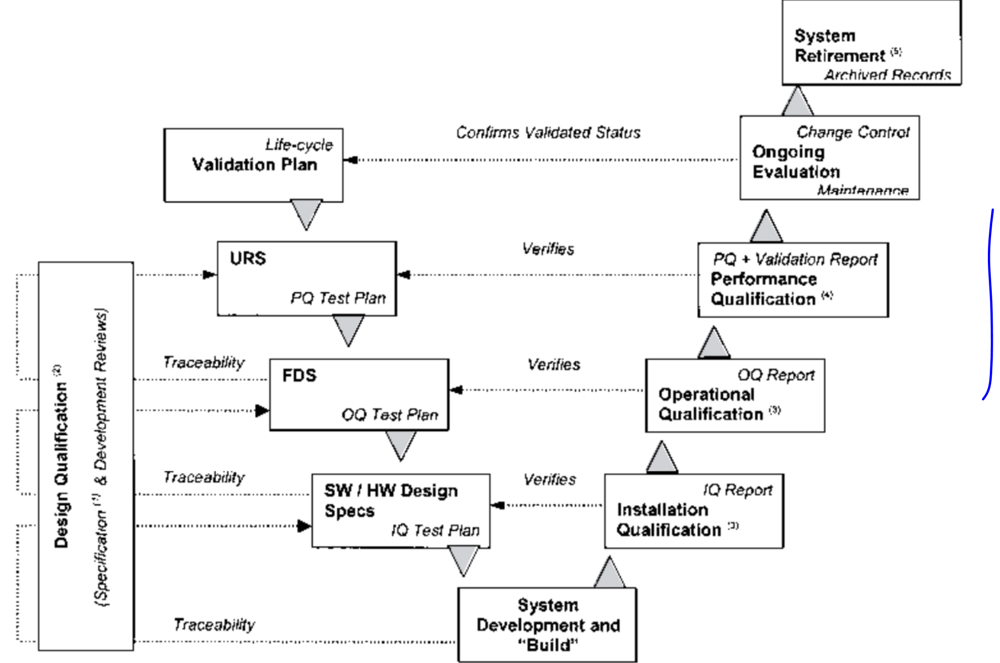 System
Retirement (5)
Archived Records
Life-cycle
Validation Plan
Confirms Validated Status
Change Control
Ongoing
Evaluation
Maintenance
URS
PQ Test Plan
Verifies
PQ + Validation Report
Performance
Qualification (4)
Design Qualification (2)
(Specification (1) & Development Reviews)
Traceability
FDS
OQ Test Plan
Verifies
OQ Report
Operational
Qualification (3)
Traceability
SW / HW Design
Specs
IQ Test Plan
Verifies
IQ Report
Installation
Qualification (3)
Traceability
System
Development and
"Build"